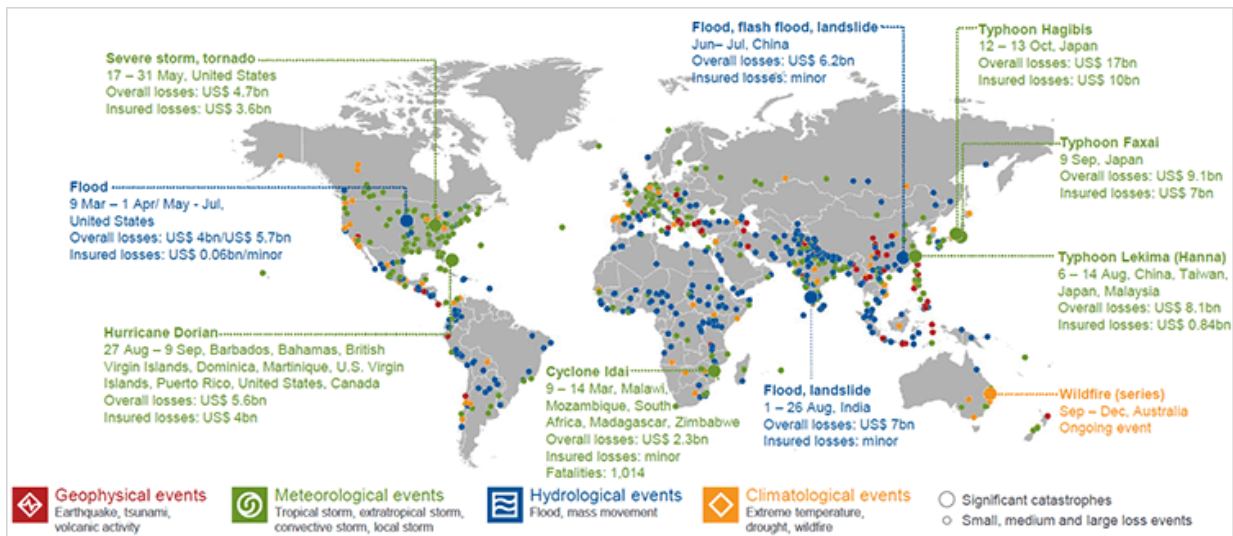 Severe storm, tornado
17 – 31 May, United States
Overall losses: US$ 4.7bn
Insured losses: US$ 3.6bn
Flood, flash flood, landslide
Jun– Jul, China
Overall losses: US$ 6.2bn
Insured losses: minor
Typhoon Hagibis
12 – 13 Oct, Japan
Overall losses: US$ 17bn
Insured losses: US$ 10bn
Flood
9 Mar – 1 Apr/ May - Jul,
United States
Overall losses: US$ 4bn/US$ 5.7bn
Insured losses: US$ 0.06bn/minor
Typhoon Faxai
9 Sep, Japan
Overall losses: US$ 9.1bn
Insured losses: US$ 7bn
Typhoon Lekima (Hanna)
6 – 14 Aug, China, Taiwan,
Japan, Malaysia
Overall losses: US$ 8.1bn
Insured losses: US$ 0.84bn
Hurricane Dorian
27 Aug – 9 Sep, Barbados, Bahamas, British
Virgin Islands, Dominica, Martinique, U.S. Virgin
Islands, Puerto Rico, United States, Canada
Overall losses: US$ 5.6bn
Insured losses: US$ 4bn
Cyclone Idai
9 – 14 Mar, Malawi,
Mozambique, South
Africa, Madagascar, Zimbabwe
Overall losses: US$ 2.3bn
Insured losses: minor
Fatalities: 1,014
Flood, landslide
1 – 26 Aug, India
Overall losses: US$ 7bn
Insured losses: minor
Wildfire (series)
Sep – Dec, Australia
Ongoing event
Geophysical events
Earthquake, tsunami,
volcanic activity
Meteorological events
Tropical storm, extratropical storm,
convective storm, local storm
Hydrological events
Flood, mass movement
Climatological events
Extreme temperature,
drought, wildfire
Significant catastrophes
Small, medium and large loss events